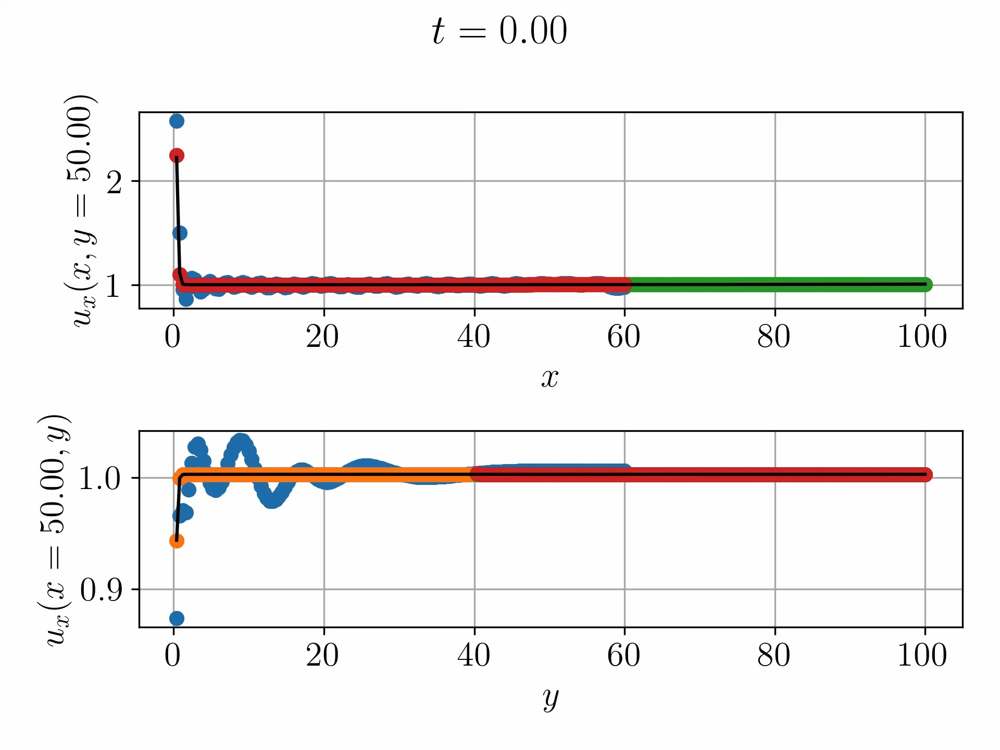 t = 0.00
u_x(x, y = 50.00)
2
1
0 20 40 60 80 100
x
u_x(x = 50.00, y)
1.0
0.9
0 20 40 60 80 100
y